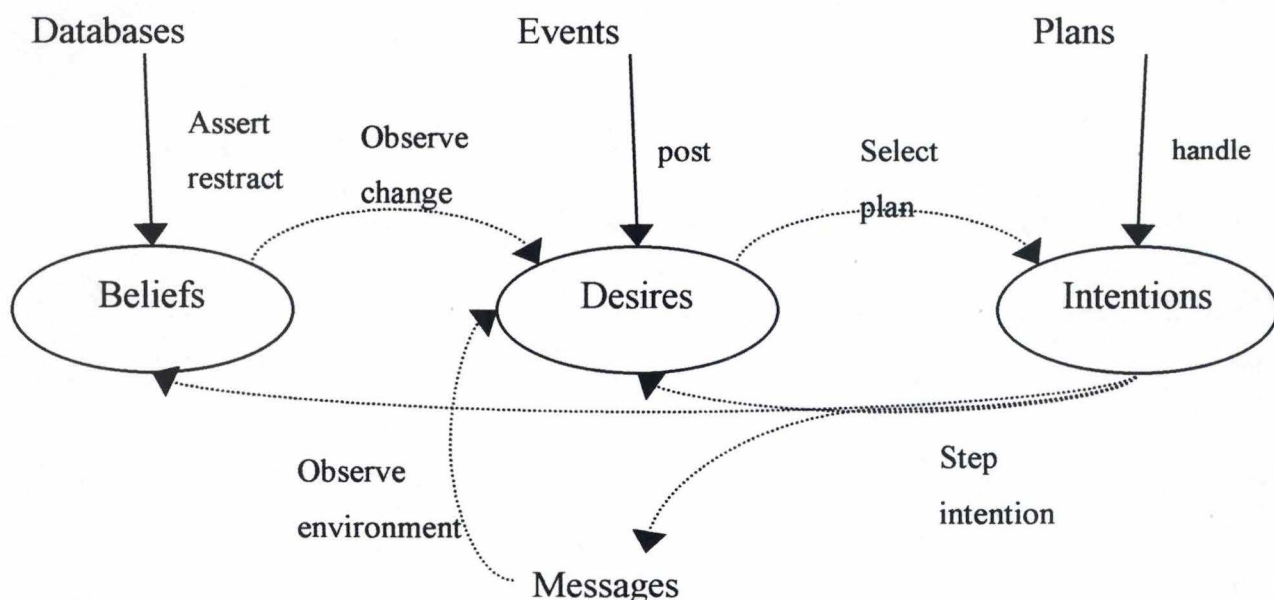 Databases
Events
Plans
Assert
restract
Observe
change
post
Select
plan
handle
Beliefs
Desires
Intentions
Observe
environment
Step
intention
Messages